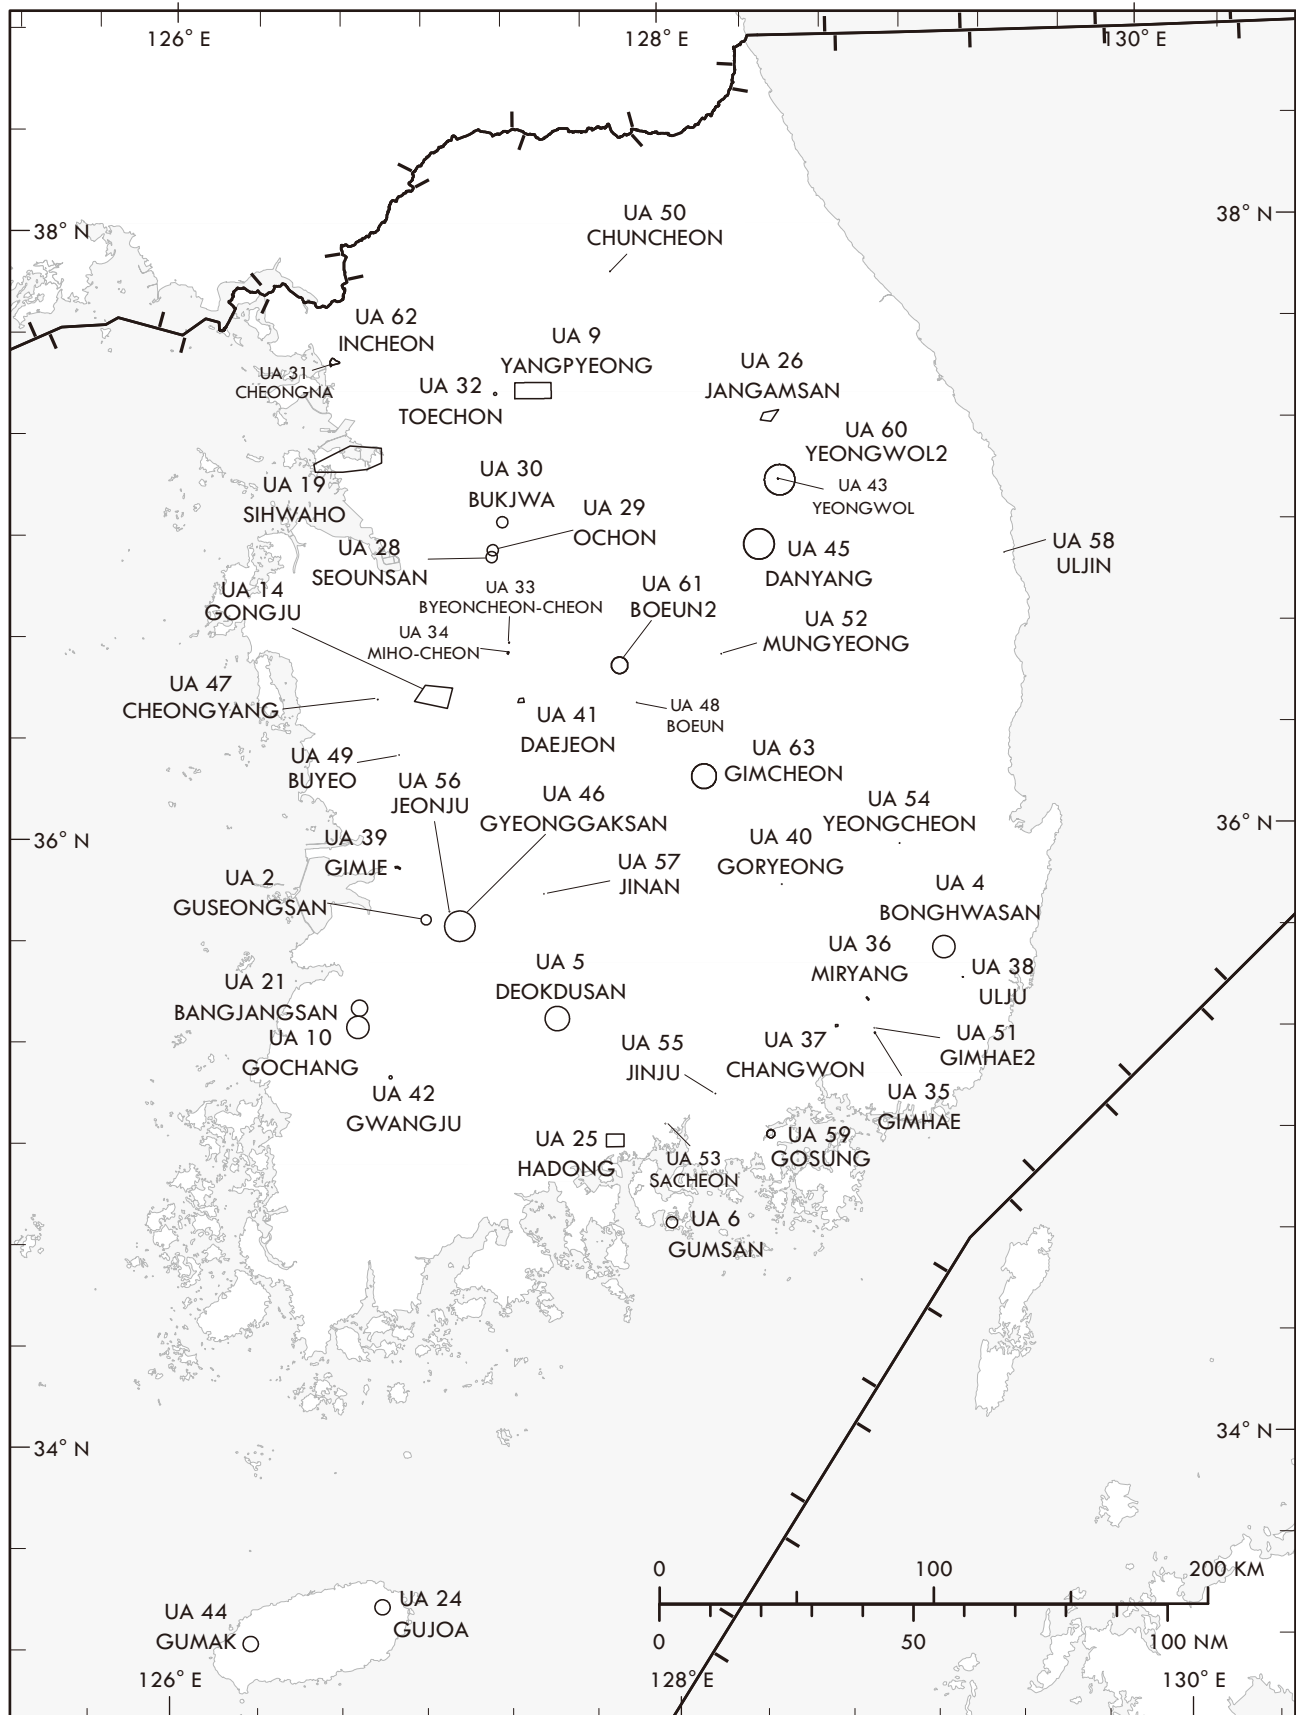 126° E
128° E
130° E
38° N
38° N
UA 50
CHUNCHEON
UA 62
INCHEON
UA 31
CHEONGNA
UA 9
YANGPYEONG
UA 32
TOECHON
UA 26
JANGAMSAN
UA 60
YEONGWOL2
UA 43
YEONGWOL
UA 19
SIHWAHO
UA 30
BUKJWA
UA 29
OCHON
UA 28
SEOUNSAN
UA 45
DANYANG
UA 58
ULJIN
UA 14
GONGJU
UA 33
BYEONCHEON-CHEON
UA 61
BOEUN2
UA 34
MIHO-CHEON
UA 52
MUNGYEONG
UA 47
CHEONGYANG
UA 41
DAEJEON
UA 48
BOEUN
UA 49
BUYEO
UA 56
JEONJU
UA 46
GYEONGGAKSAN
UA 63
GIMCHEON
UA 54
YEONGCHEON
36° N
36° N
UA 39
GIMJE
UA 40
GORYEONG
UA 57
JINAN
UA 2
GUSEONGSAN
UA 4
BONGHWASAN
UA 36
MIRYANG
UA 38
ULJU
UA 5
DEOKDUSAN
UA 21
BANGJANGSAN
UA 10
GOCHANG
UA 55
JINJU
UA 37
CHANGWON
UA 51
GIMHAE2
UA 42
GWANGJU
UA 35
GIMHAE
UA 25
HADONG
UA 59
GOSUNG
UA 53
SACHEON
UA 6
GUMSAN
34° N
34° N
0
100
200 KM
0
50
100 NM
UA 44
GUMAK
UA 24
GUJOA
126° E
128° E
130° E